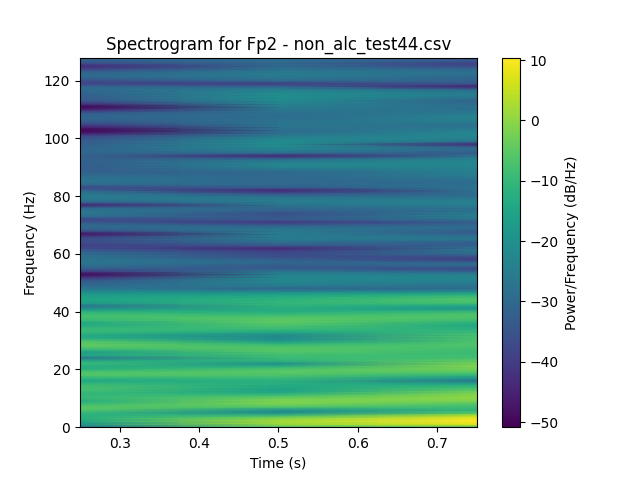 Spectrogram for Fp2 - non_alc_test44.csv
120
100
80
60
40
20
0
Frequency (Hz)
0.3 0.4 0.5 0.6 0.7
Time (s)
10
0
−10
−20
−30
−40
−50
Power/Frequency (dB/Hz)